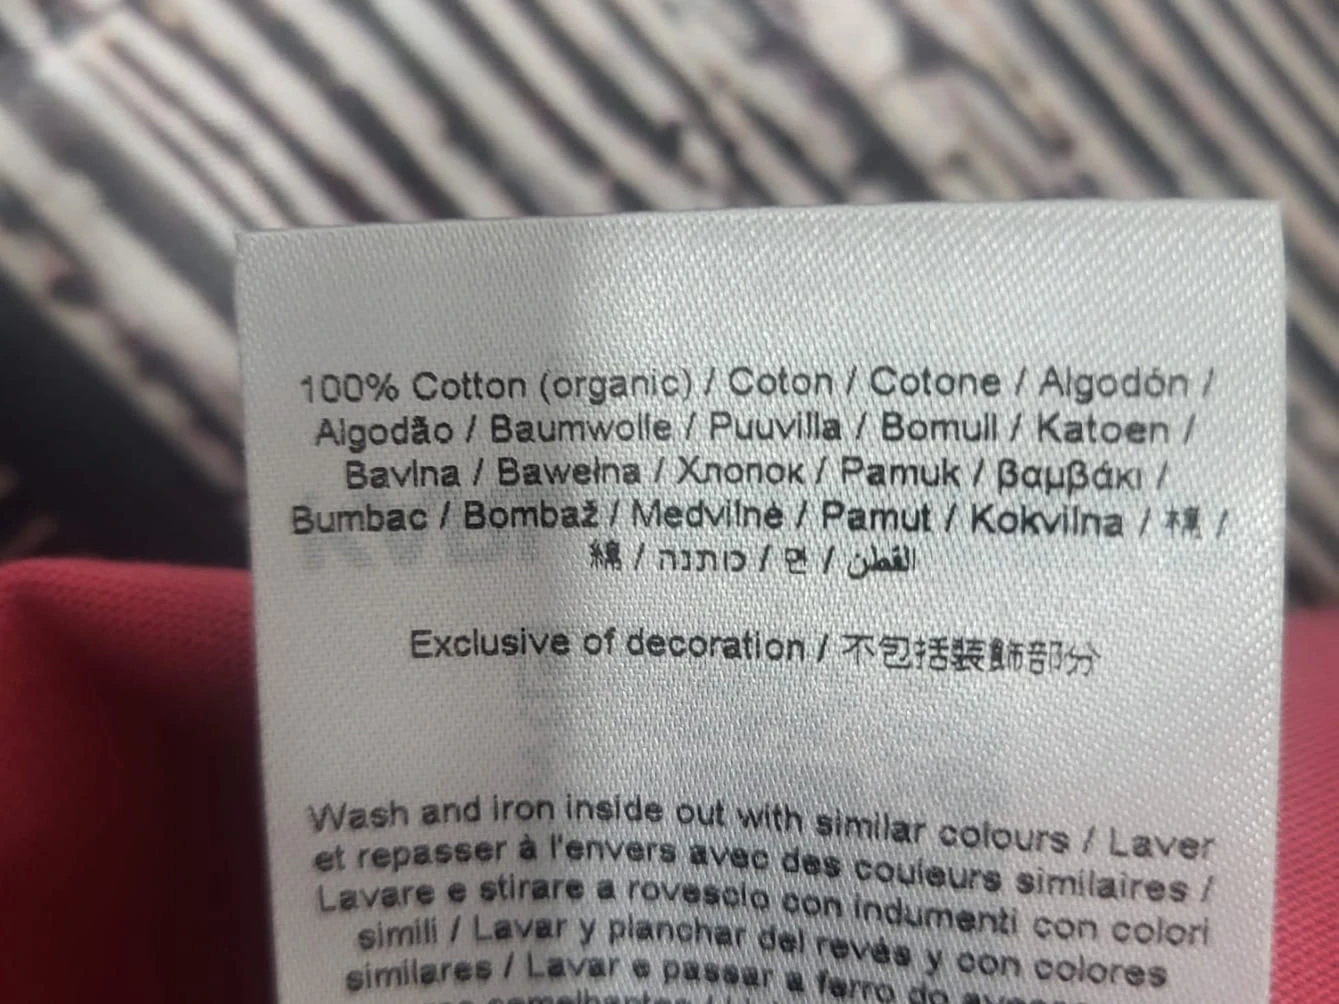 100% Cotton (organic) / Coton / Cotone / Algodón /
Algodão / Baumwolle / Puuvilla / Bomull / Katoen /
Bavlna / Bawełna / Хлопок / Pamuk / βαμβάκι /
Bumbac / Bombaž / Medvilnė / Pamut / Kokvilna / 棉 /
綿 / כותנה / 면 / القطن
Exclusive of decoration / 不包括裝飾部分
Wash and iron inside out with similar colours / Laver
et repasser à l'envers avec des couleurs similaires /
Lavare e stirare a rovescio con indumenti con colori
simili / Lavar y planchar del revés y con colores
similares / Lavar e passar a ferro do avesso